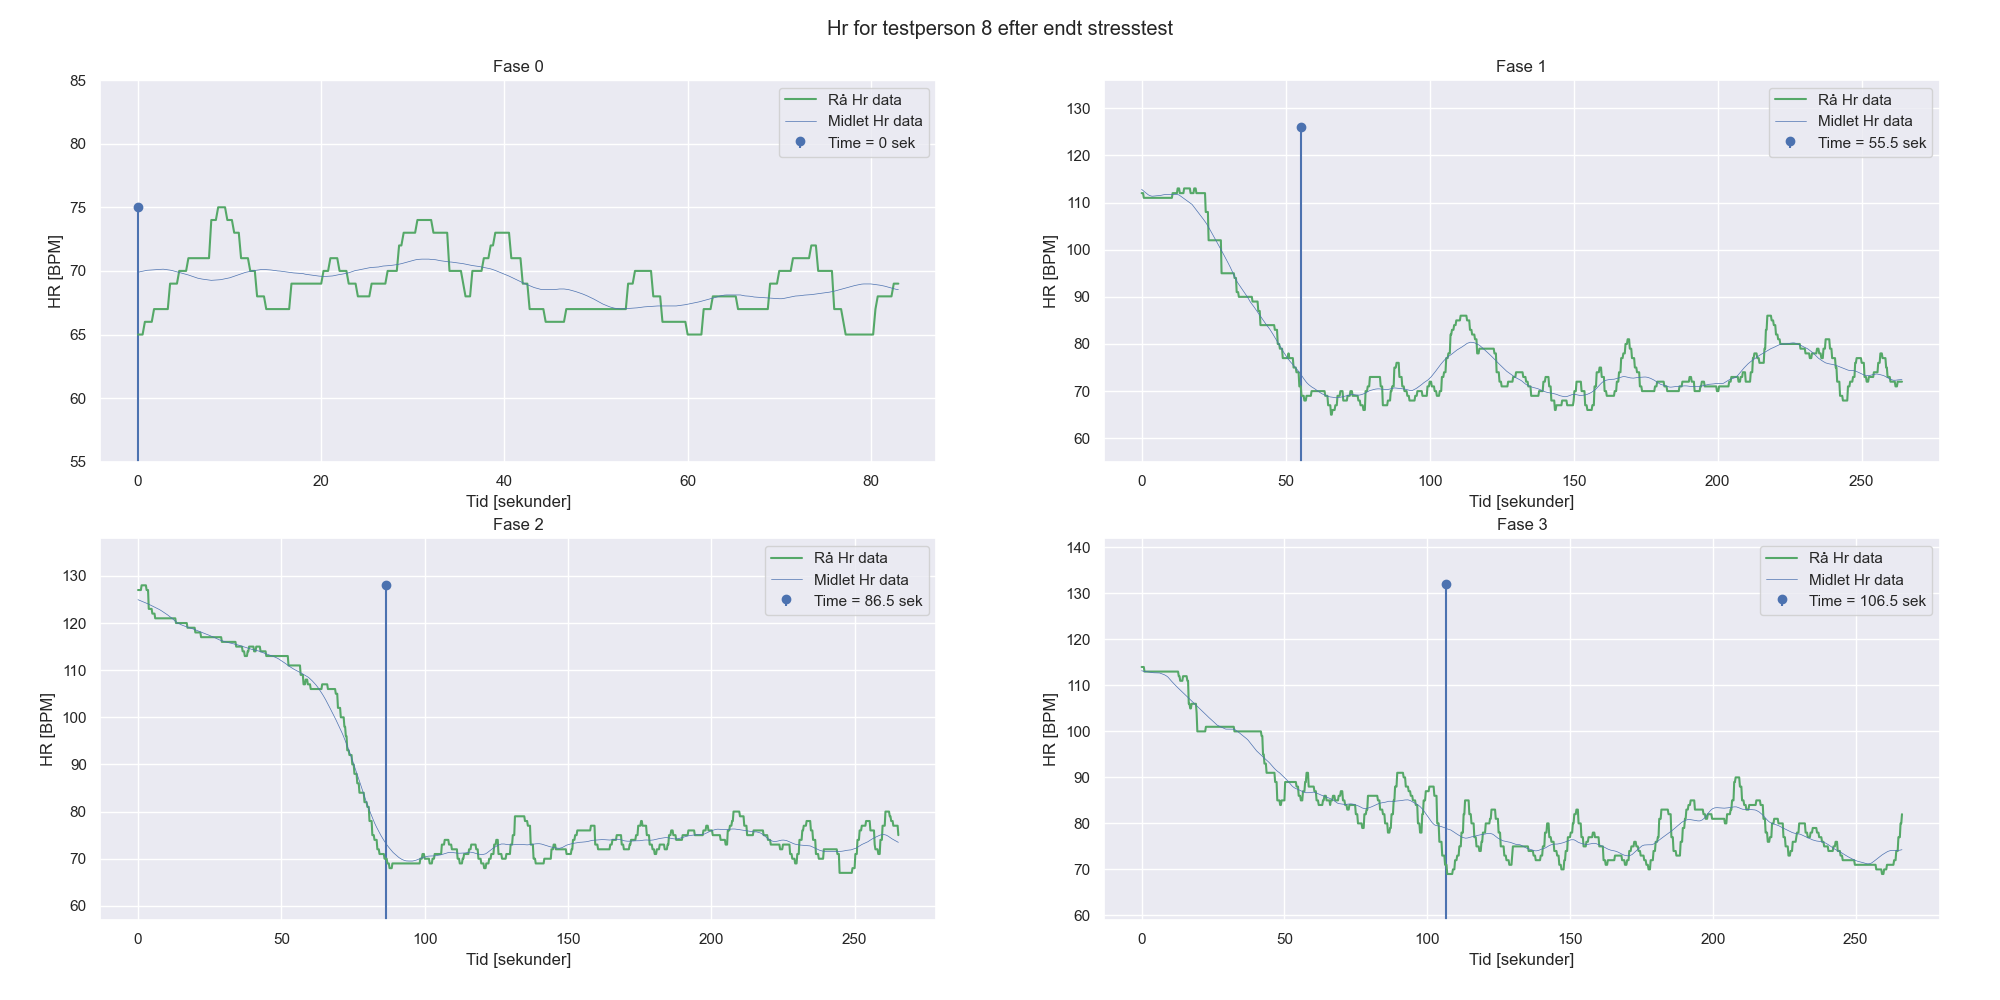 Hr for testperson 8 efter endt stresstest
Fase 0
85
80
75
70
65
60
55
HR [BPM]
0 20 40 60 80
Tid [sekunder]
Rå Hr data
Midlet Hr data
Time = 0 sek
Fase 1
130
120
110
100
90
80
70
60
HR [BPM]
0 50 100 150 200 250
Tid [sekunder]
Rå Hr data
Midlet Hr data
Time = 55.5 sek
Fase 2
130
120
110
100
90
80
70
60
HR [BPM]
0 50 100 150 200 250
Tid [sekunder]
Rå Hr data
Midlet Hr data
Time = 86.5 sek
Fase 3
140
130
120
110
100
90
80
70
60
HR [BPM]
0 50 100 150 200 250
Tid [sekunder]
Rå Hr data
Midlet Hr data
Time = 106.5 sek